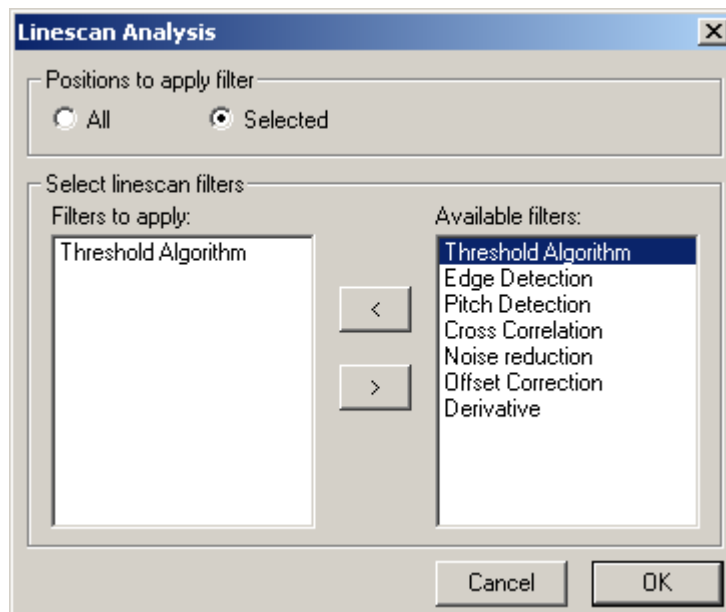 Linescan Analysis
Positions to apply filter
All Selected
Select linescan filters
Filters to apply:
Threshold Algorithm
<
>
Available filters:
Threshold Algorithm
Edge Detection
Pitch Detection
Cross Correlation
Noise reduction
Offset Correction
Derivative
Cancel OK